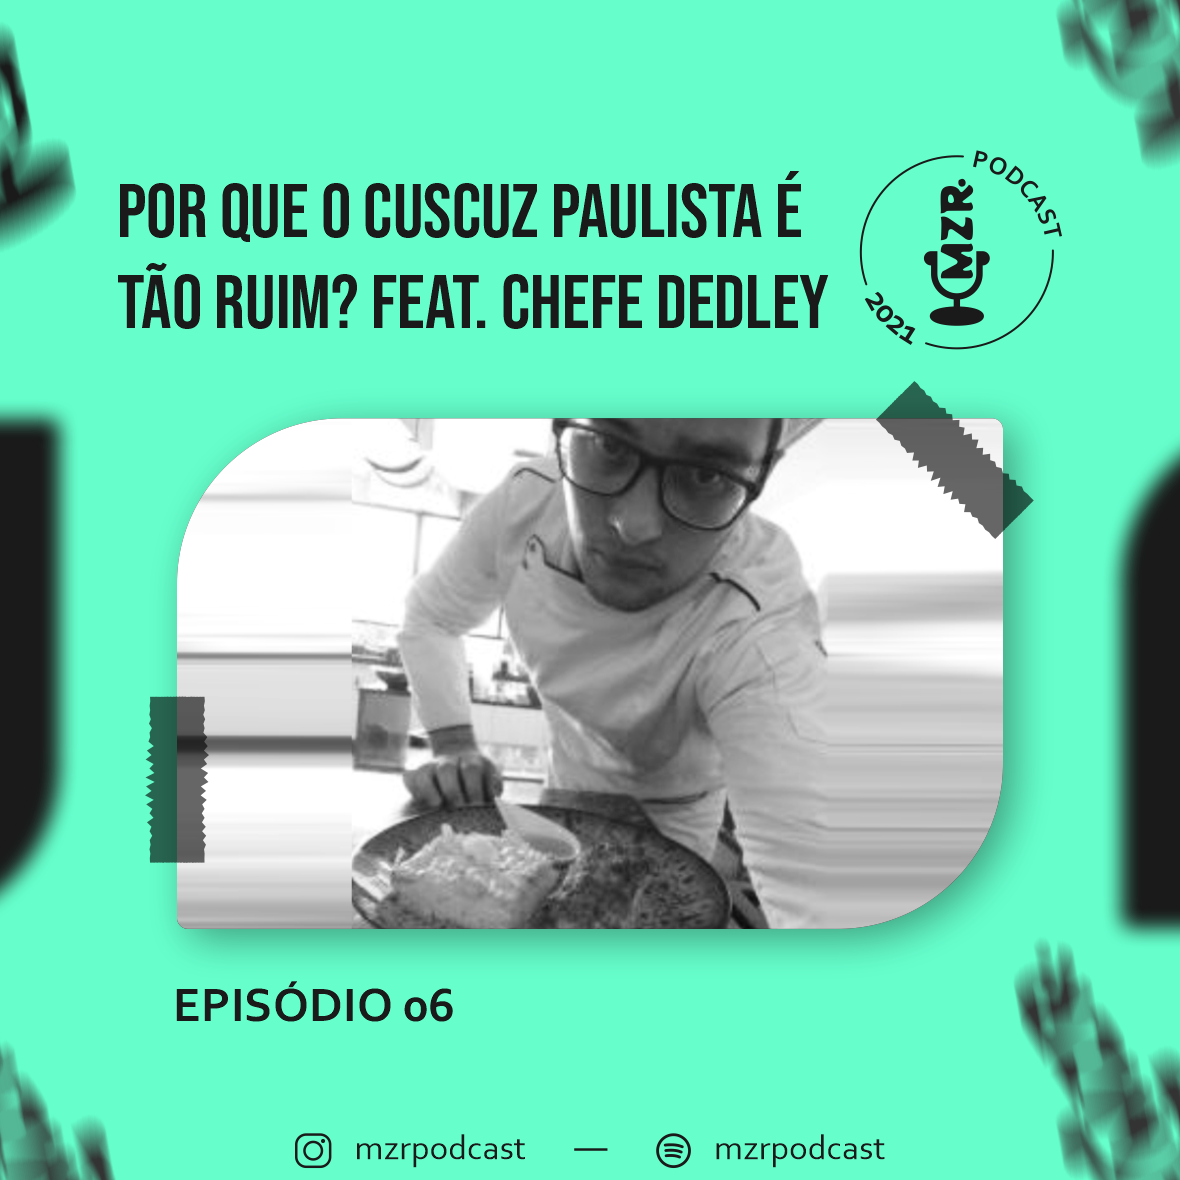 POR QUE O CUSCUZ PAULISTA É
TÃO RUIM? FEAT. CHEFE DEDLEY
PODCAST
MZR.
2021
EPISÓDIO 06
mzrpodcast — mzrpodcast